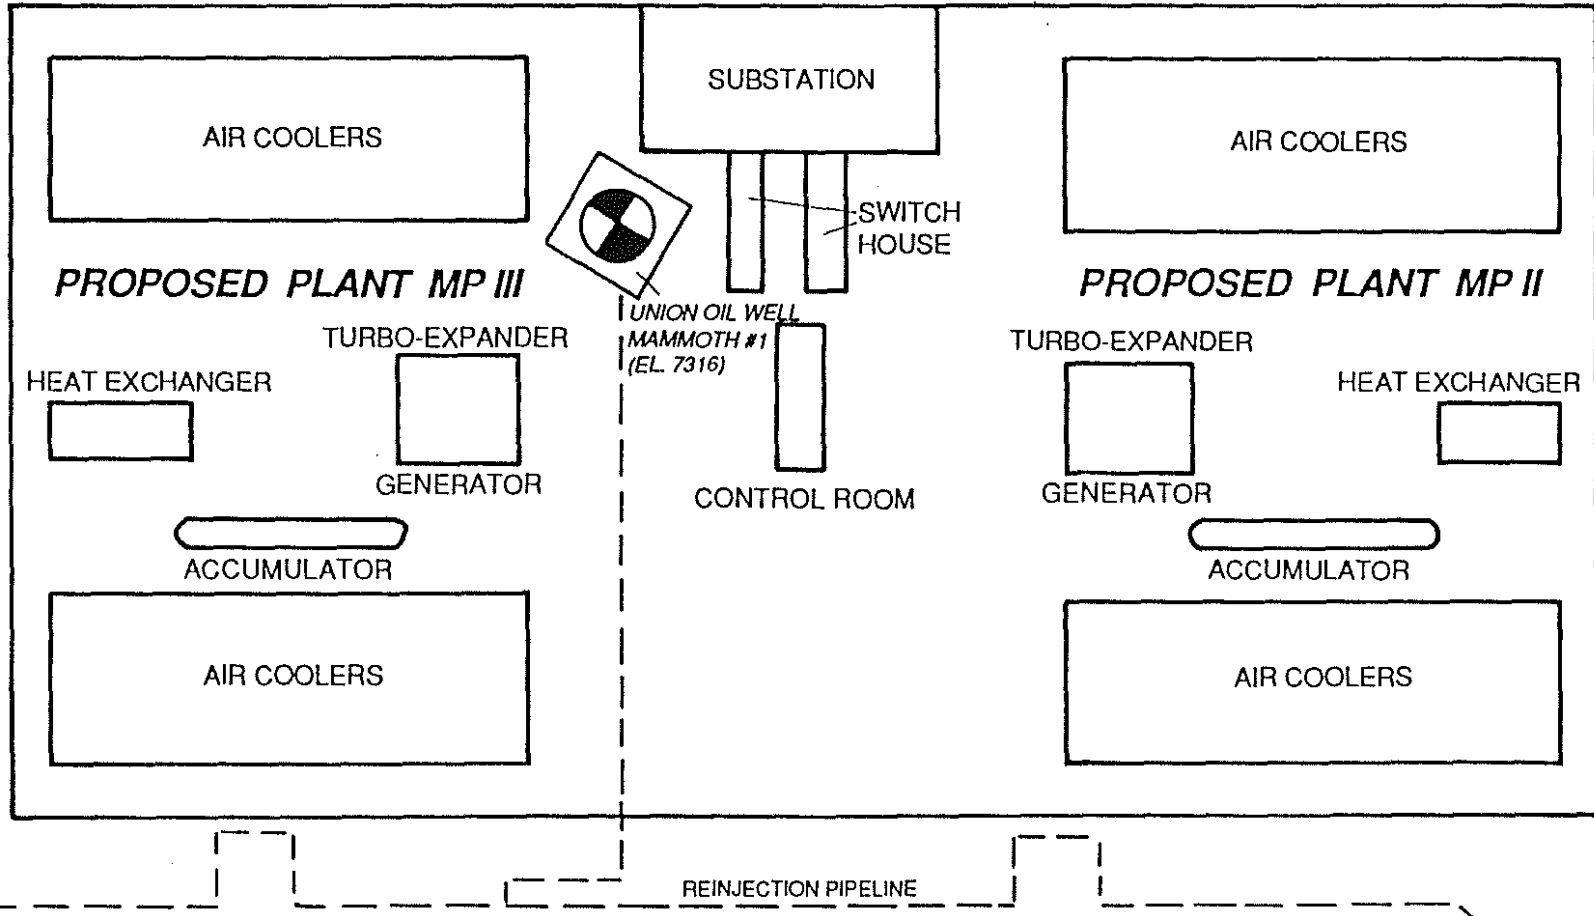 SUBSTATION
AIR COOLERS
AIR COOLERS
SWITCH
HOUSE
PROPOSED PLANT MP III
PROPOSED PLANT MP II
UNION OIL WELL
MAMMOTH #1
(EL. 7316)
TURBO-EXPANDER
HEAT EXCHANGER
GENERATOR
TURBO-EXPANDER
HEAT EXCHANGER
GENERATOR
CONTROL ROOM
ACCUMULATOR
ACCUMULATOR
AIR COOLERS
AIR COOLERS
REINJECTION PIPELINE